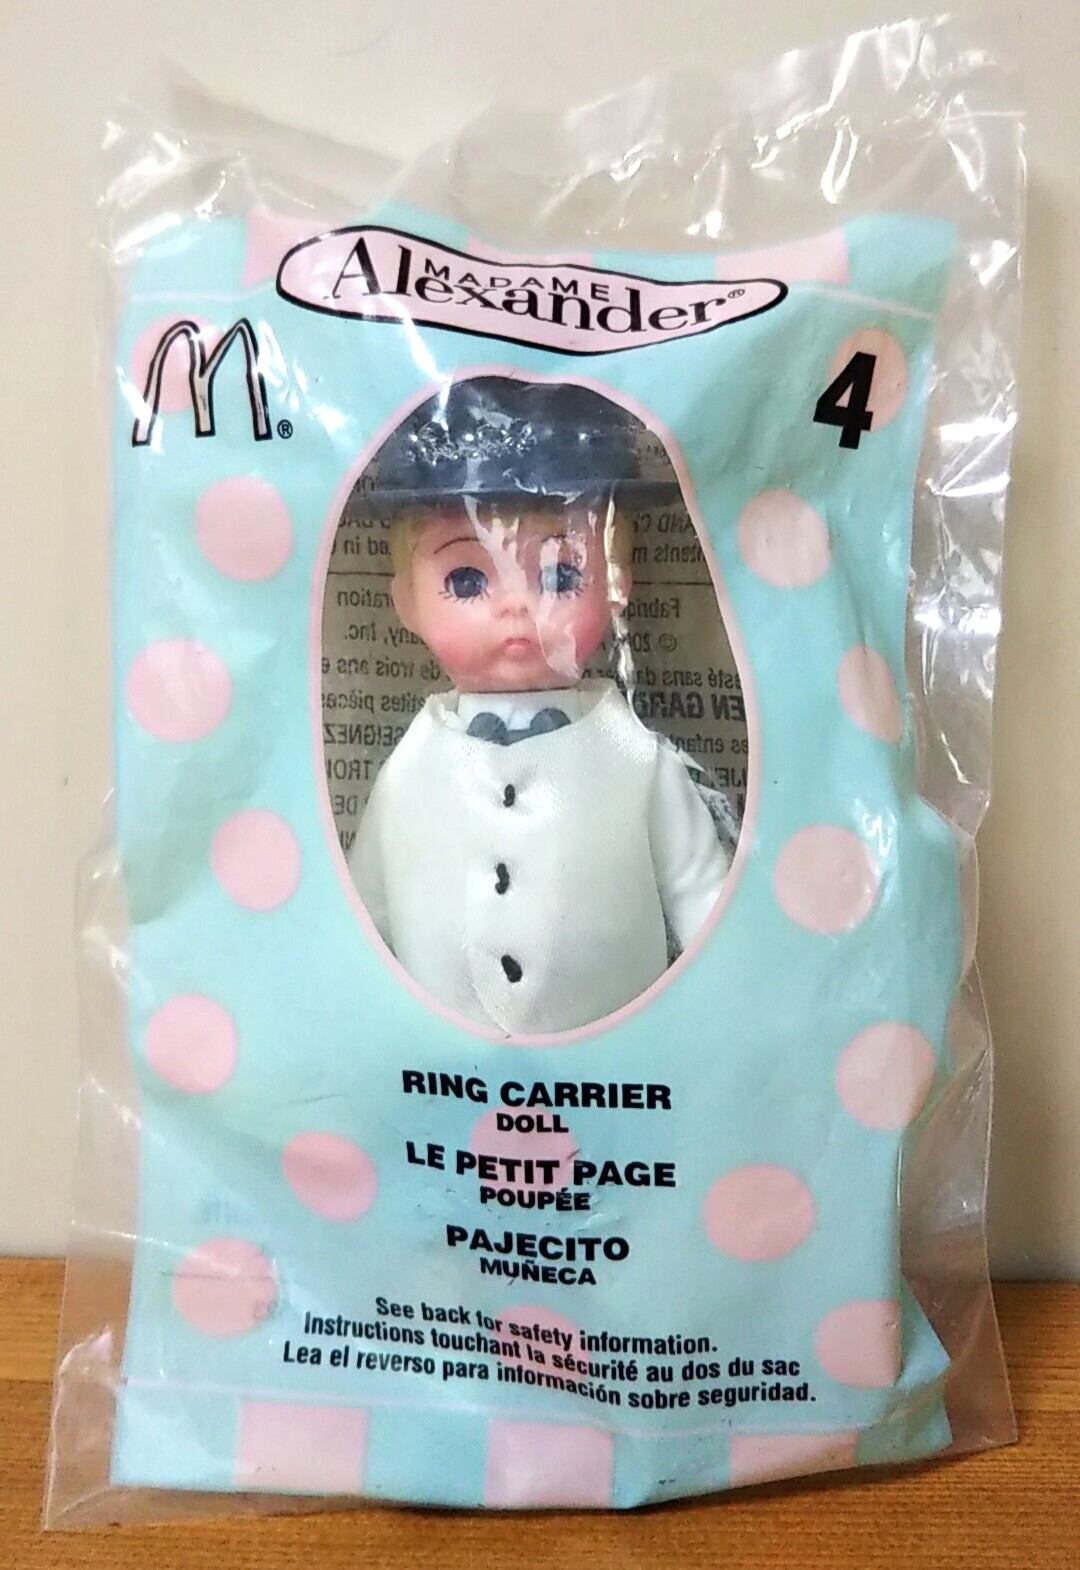 MADAME
Alexander®
M®
4
RING CARRIER
DOLL
LE PETIT PAGE
POUPÉE
PAJECITO
MUÑECA
See back for safety information.
Instructions touchant la sécurité au dos du sac
Lea el reverso para información sobre seguridad.